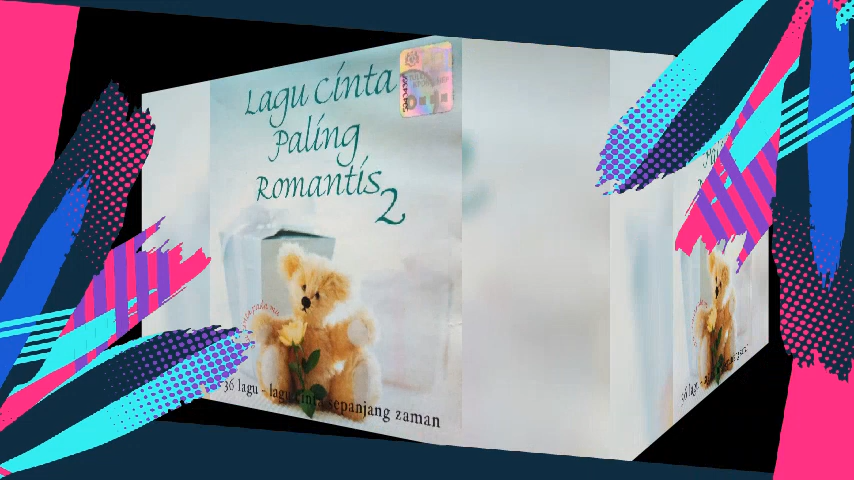 Lagu Cinta
Paling
Romantis
2
36 lagu - lagu cinta sepanjang zaman